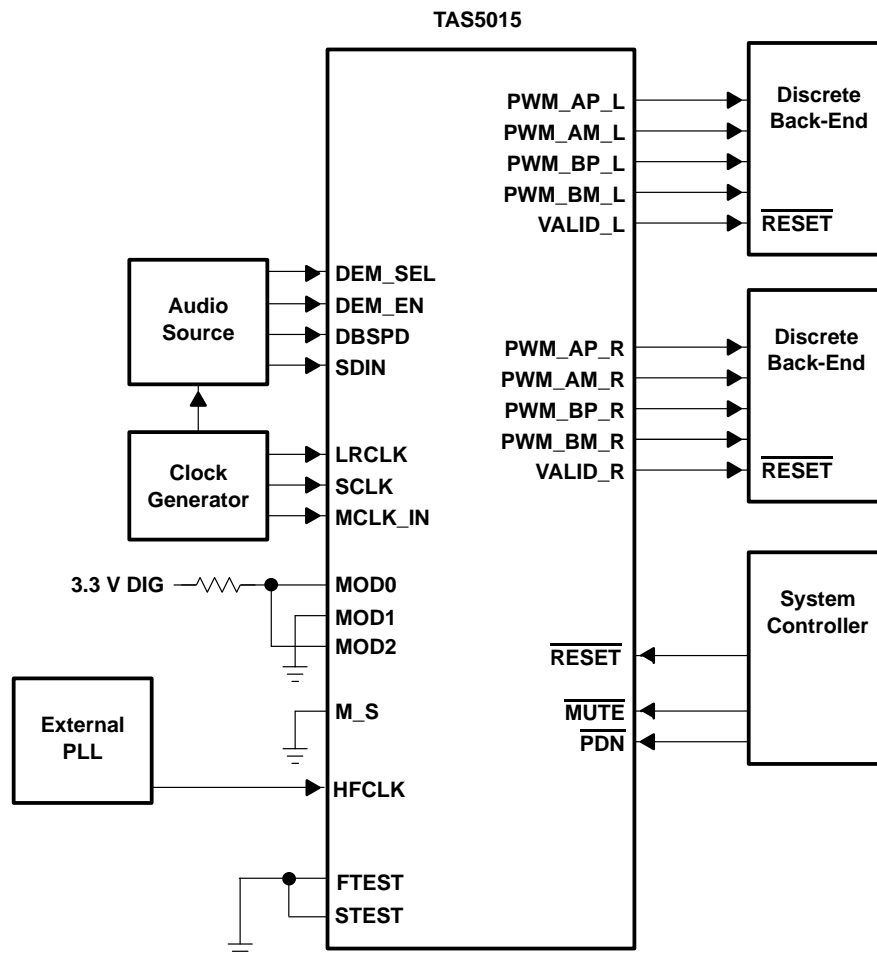 TAS5015
PWM_AP_L
PWM_AM_L
PWM_BP_L
PWM_BM_L
VALID_L
Discrete
Back-End
RESET
DEM_SEL
DEM_EN
DBSPD
SDIN
Audio
Source
PWM_AP_R
PWM_AM_R
PWM_BP_R
PWM_BM_R
VALID_R
Discrete
Back-End
RESET
Clock
Generator
LRCLK
SCLK
MCLK_IN
3.3 V DIG
MOD0
MOD1
MOD2
System
Controller
RESET
MUTE
PDN
M_S
External
PLL
HFCLK
FTEST
STEST